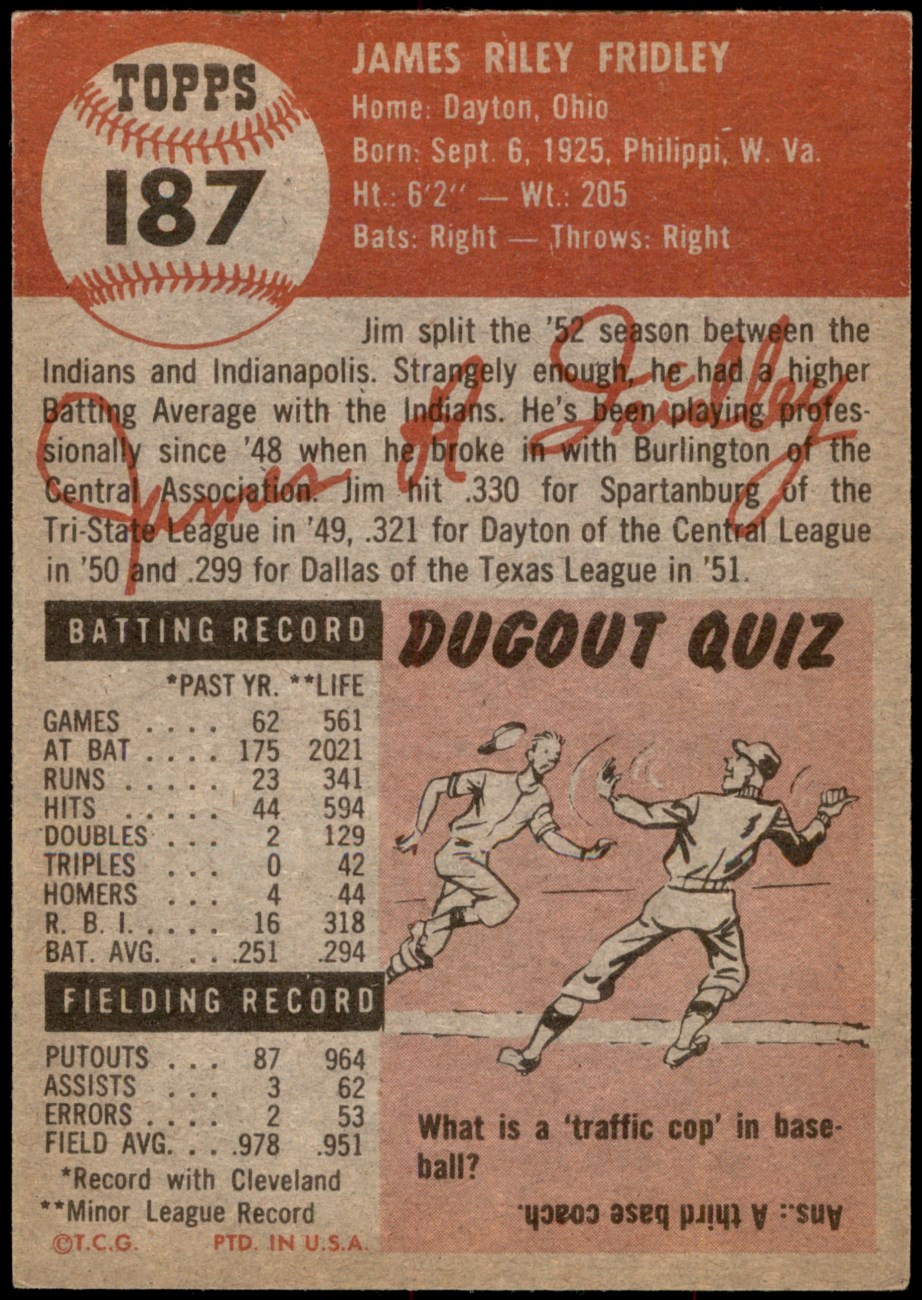 TOPPS
187
JAMES RILEY FRIDLEY
Home: Dayton, Ohio
Born: Sept. 6, 1925, Philippi, W. Va.
Ht.: 6'2" — Wt.: 205
Bats: Right — Throws: Right
Jim split the '52 season between the
Indians and Indianapolis. Strangely enough, he had a higher
Batting Average with the Indians. He's been playing profes-
sionally since '48 when he broke in with Burlington of the
Central Association. Jim hit .330 for Spartanburg of the
Tri-State League in '49, .321 for Dayton of the Central League
in '50 and .299 for Dallas of the Texas League in '51.
James R Fridley
BATTING RECORD
*PAST YR. **LIFE
GAMES .... 62 561
AT BAT .... 175 2021
RUNS ..... 23 341
HITS ..... 44 594
DOUBLES ... 2 129
TRIPLES ... 0 42
HOMERS ... 4 44
R. B. I. .... 16 318
BAT. AVG. ... .251 .294
FIELDING RECORD
PUTOUTS ... 87 964
ASSISTS ... 3 62
ERRORS .... 2 53
FIELD AVG. ... .978 .951
*Record with Cleveland
**Minor League Record
©T.C.G. PTD. IN U.S.A.
DUGOUT QUIZ
What is a 'traffic cop' in base-
ball?
Ans.: A third base coach.